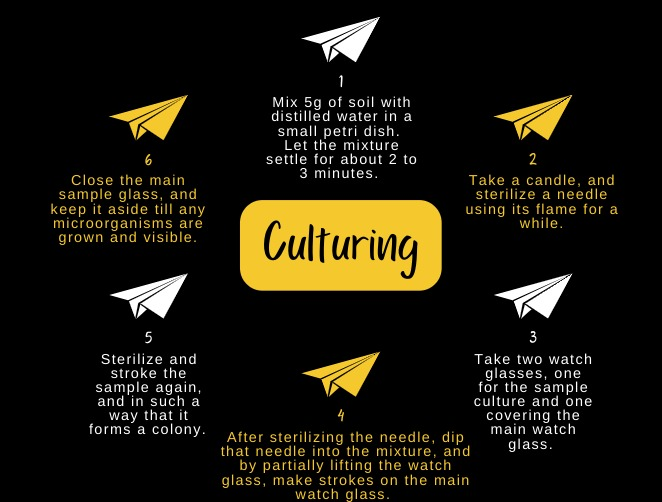 1
Mix 5g of soil with
distilled water in a
small petri dish.
Let the mixture
settle for about 2 to
3 minutes.
2
Take a candle, and
sterilize a needle
using its flame for a
while.
3
Take two watch
glasses, one
for the sample
culture and one
covering the
main watch
glass.
4
After sterilizing the needle, dip
that needle into the mixture, and
by partially lifting the watch
glass, make strokes on the main
watch glass.
5
Sterilize and
stroke the
sample again,
and in such a
way that it
forms a colony.
6
Close the main
sample glass, and
keep it aside till any
microorganisms are
grown and visible.
Culturing